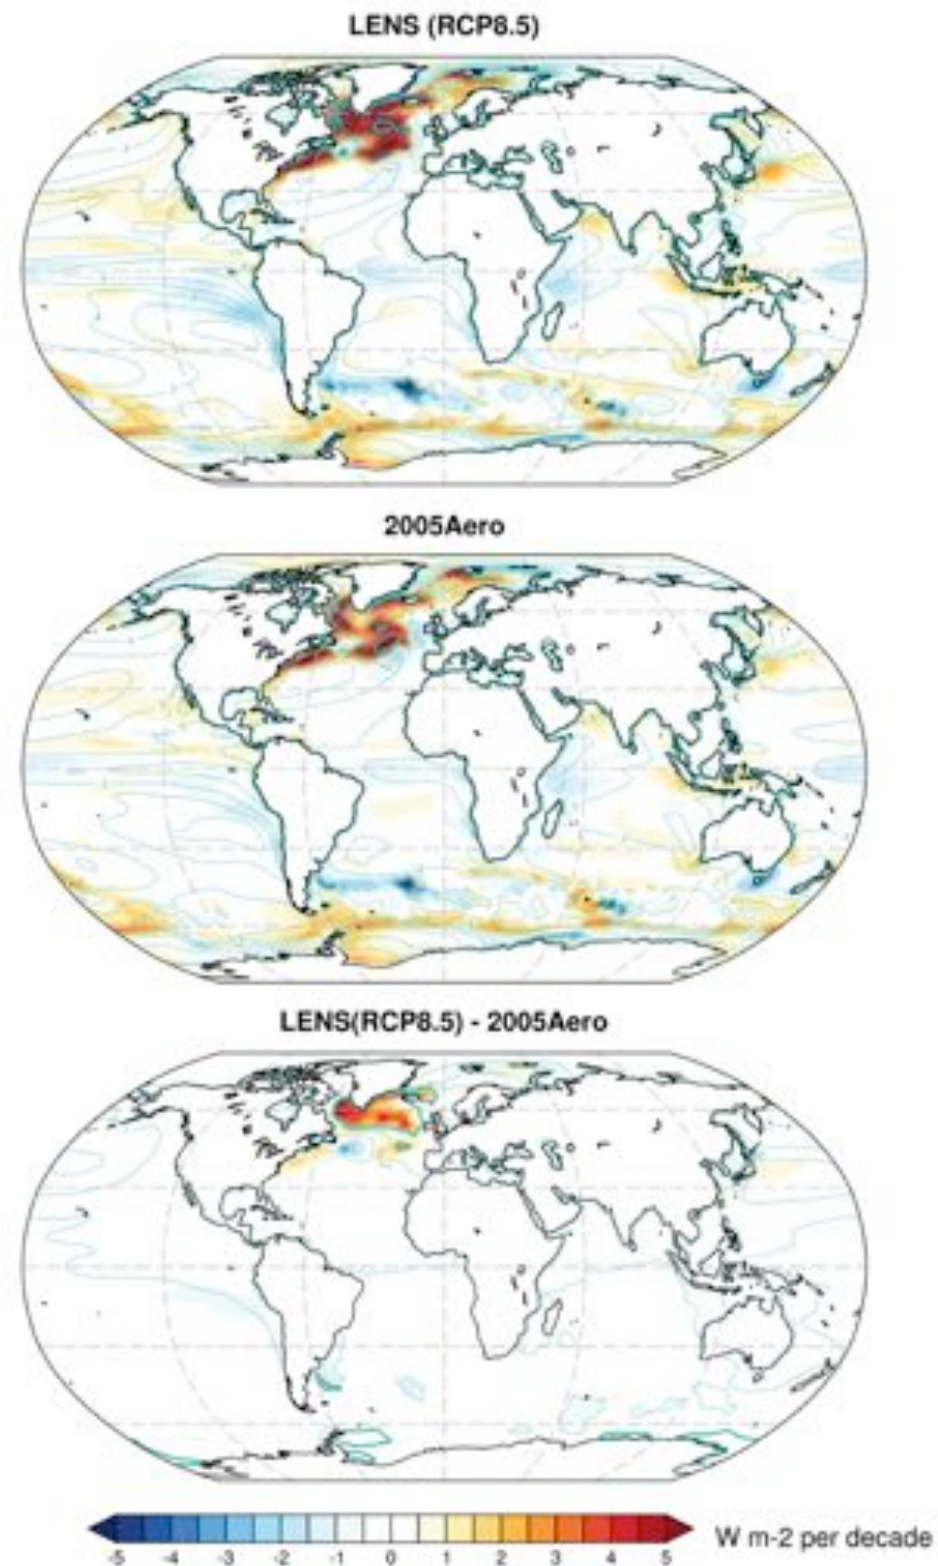 LENS (RCP8.5)
2005Aero
LENS(RCP8.5) - 2005Aero
-5 -4 -3 -2 -1 0 1 2 3 4 5
W m-2 per decade